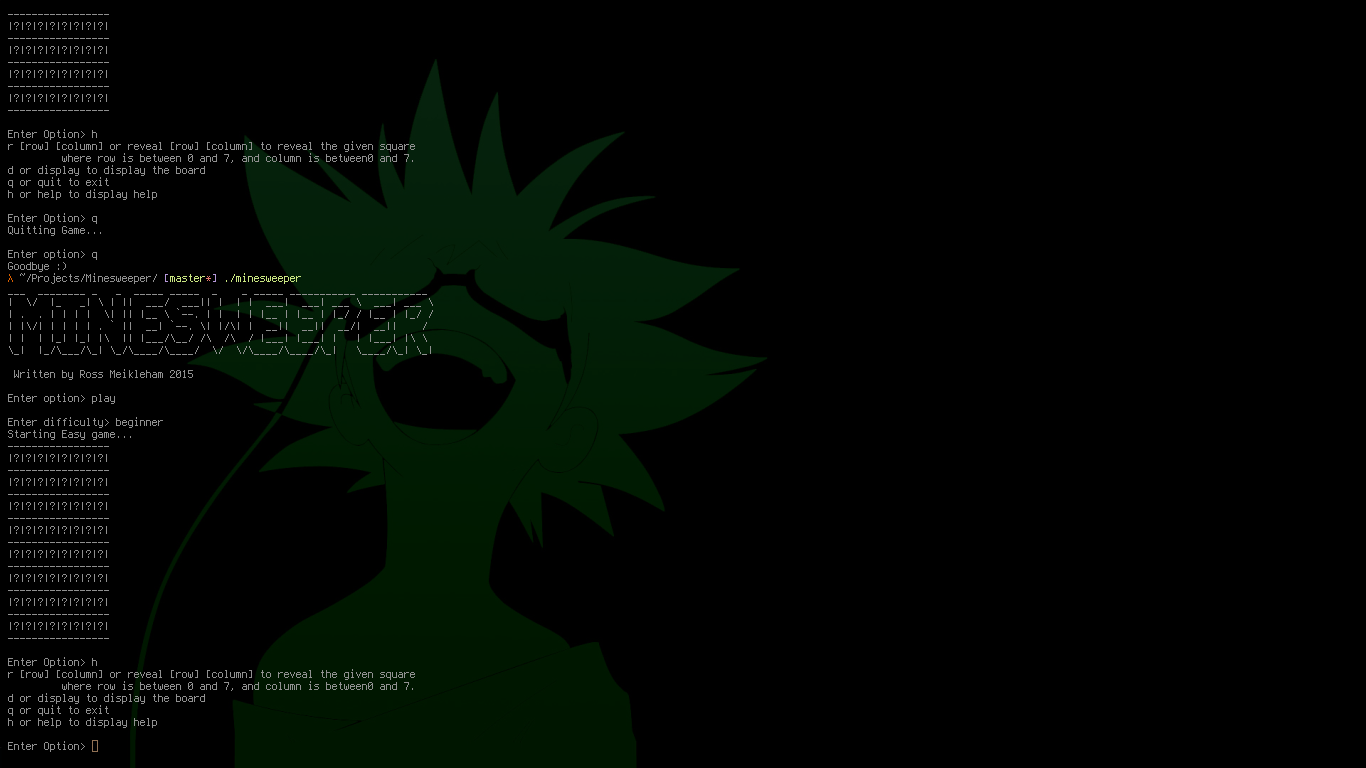 -----------------
|?|?|?|?|?|?|?|?|
-----------------
|?|?|?|?|?|?|?|?|
-----------------
|?|?|?|?|?|?|?|?|
-----------------
|?|?|?|?|?|?|?|?|
-----------------
Enter Option> h
r [row] [column] or reveal [row] [column] to reveal the given square
where row is between 0 and 7, and column is between0 and 7.
d or display to display the board
q or quit to exit
h or help to display help
Enter Option> q
Quitting Game...
Enter option> q
Goodbye :)
λ ~/Projects/Minesweeper/ [master*] ./minesweeper
MINESWEEPER
Written by Ross Meikleham 2015
Enter option> play
Enter difficulty> beginner
Starting Easy game...
-----------------
|?|?|?|?|?|?|?|?|
-----------------
|?|?|?|?|?|?|?|?|
-----------------
|?|?|?|?|?|?|?|?|
-----------------
|?|?|?|?|?|?|?|?|
-----------------
|?|?|?|?|?|?|?|?|
-----------------
|?|?|?|?|?|?|?|?|
-----------------
|?|?|?|?|?|?|?|?|
-----------------
|?|?|?|?|?|?|?|?|
-----------------
Enter Option> h
r [row] [column] or reveal [row] [column] to reveal the given square
where row is between 0 and 7, and column is between0 and 7.
d or display to display the board
q or quit to exit
h or help to display help
Enter Option>